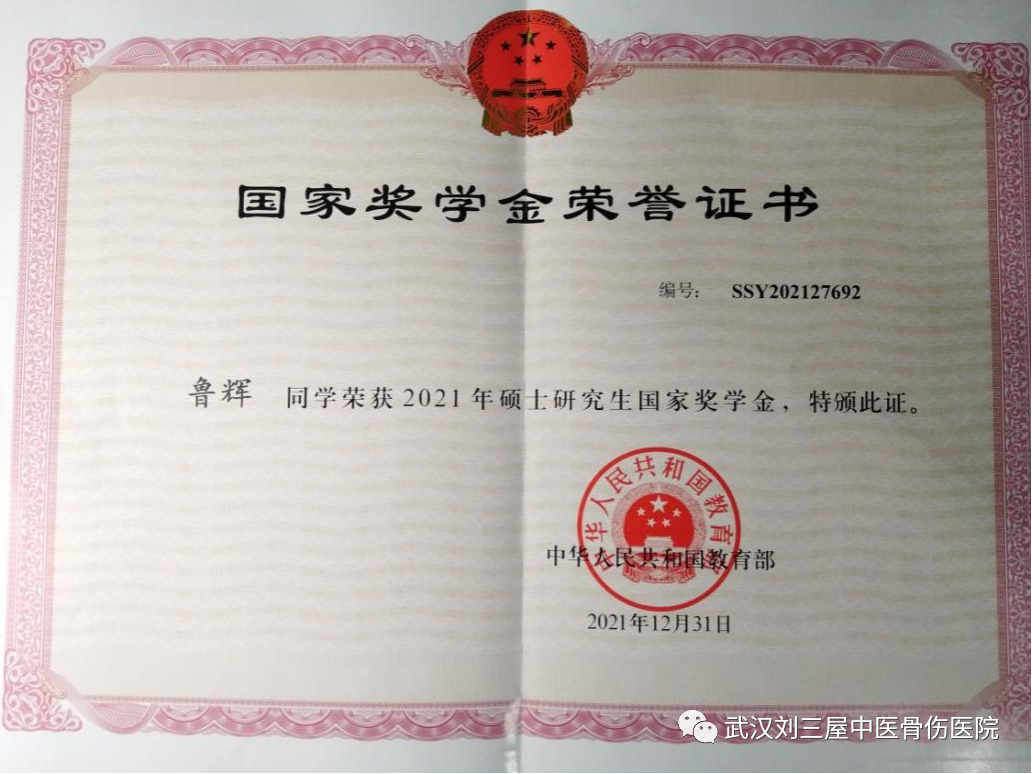 国家奖学金荣誉证书
编号： SSY202127692
鲁辉 同学荣获2021年硕士研究生国家奖学金，特颁此证。
中华人民共和国教育部
中华人民共和国教育部
2021年12月31日
武汉刘三屋中医骨伤医院